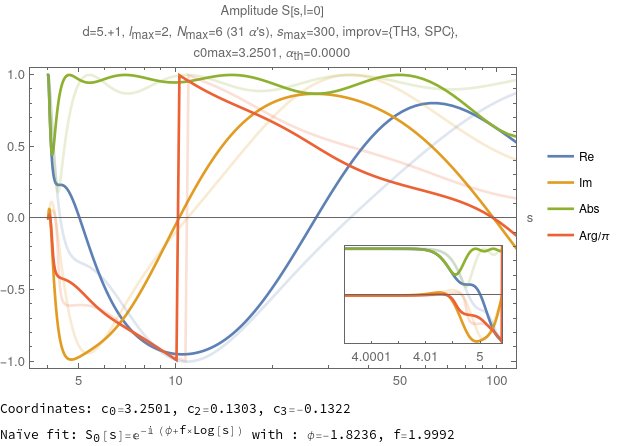 Amplitude S[s,l=0]
d=5.+1, lmax=2, Nmax=6 (31 α's), smax=300, improv={TH3, SPC},
c0max=3.2501, αth=0.0000
1.0
0.5
0.0
-0.5
-1.0
5
10
50
100
s
Re
Im
Abs
Arg/π
4.0001
4.01
5
Coordinates: c0=3.2501, c2=0.1303, c3=-0.1322
Naïve fit: S0[s]=e^-i (ϕ+f×Log[s]) with : ϕ=-1.8236, f=1.9992